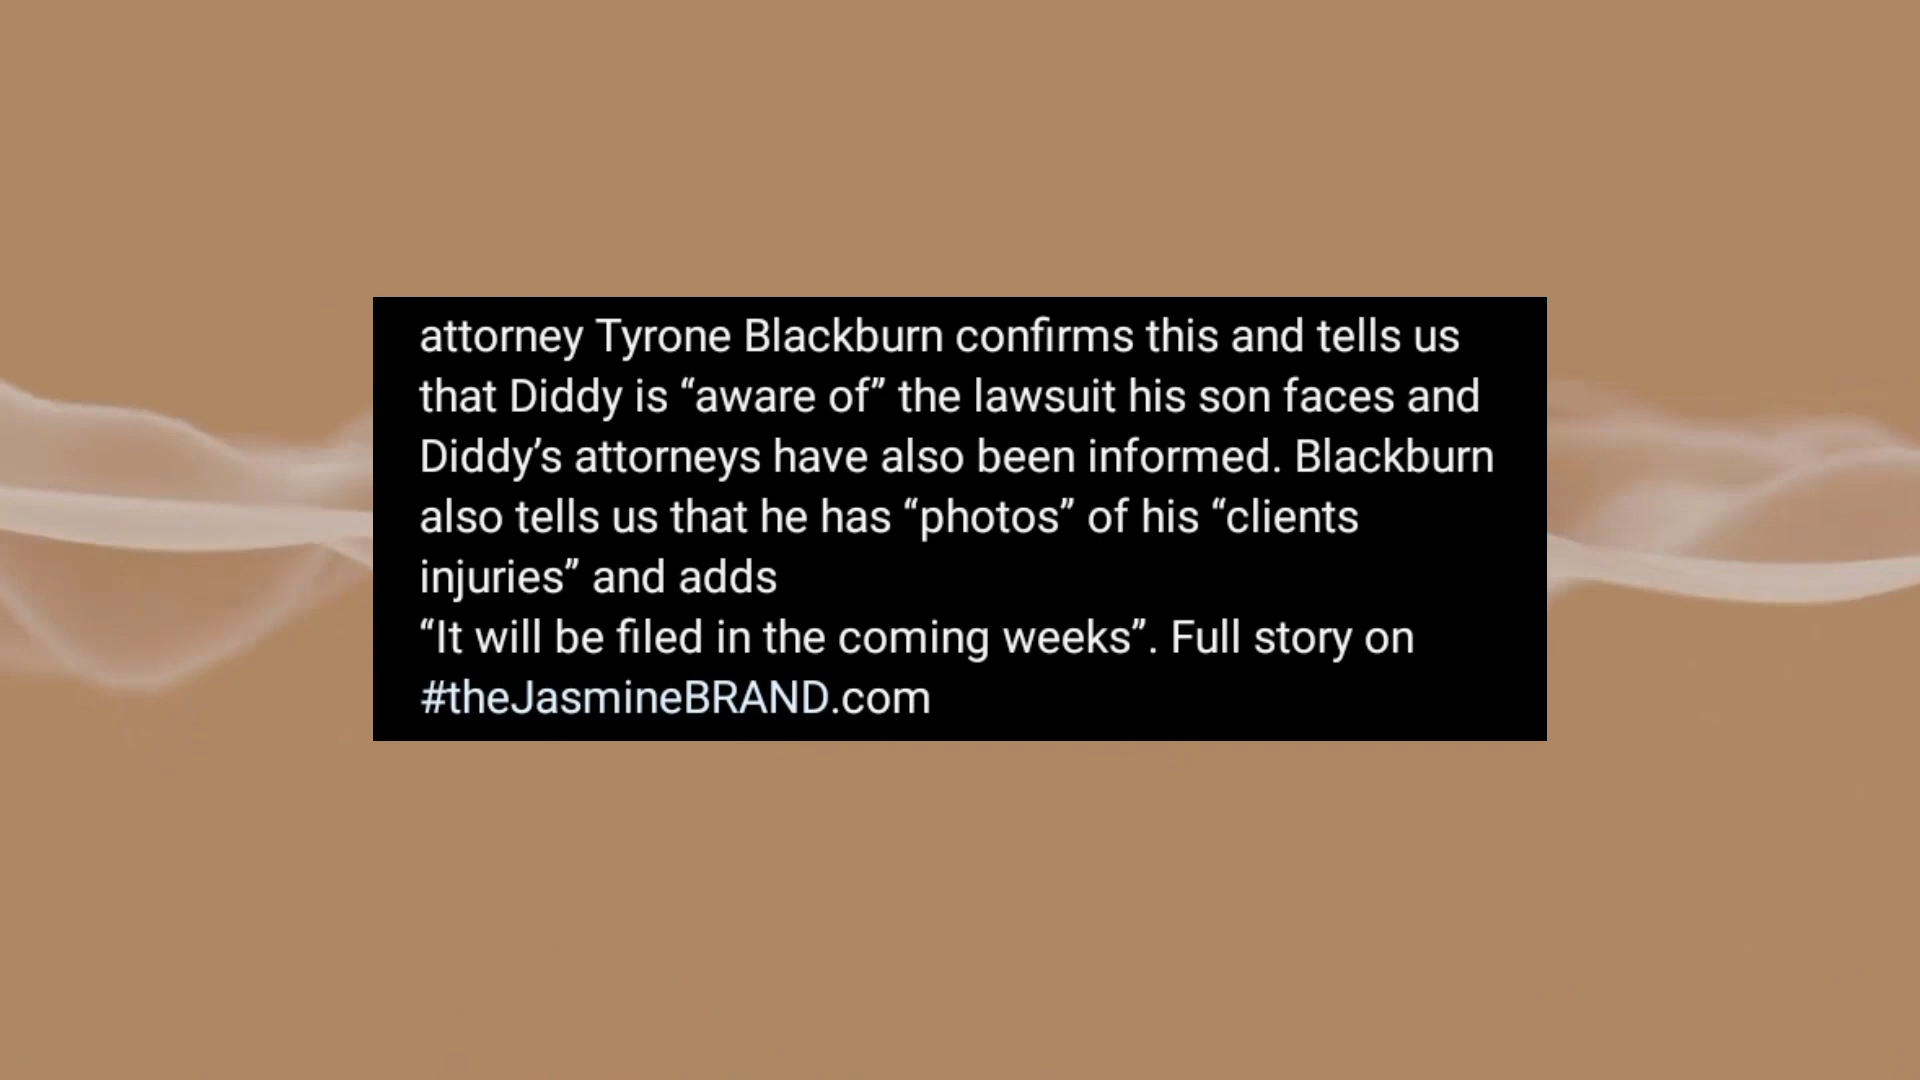 attorney Tyrone Blackburn confirms this and tells us
that Diddy is “aware of” the lawsuit his son faces and
Diddy’s attorneys have also been informed. Blackburn
also tells us that he has “photos” of his “clients
injuries” and adds
“It will be filed in the coming weeks”. Full story on
#theJasmineBRAND.com